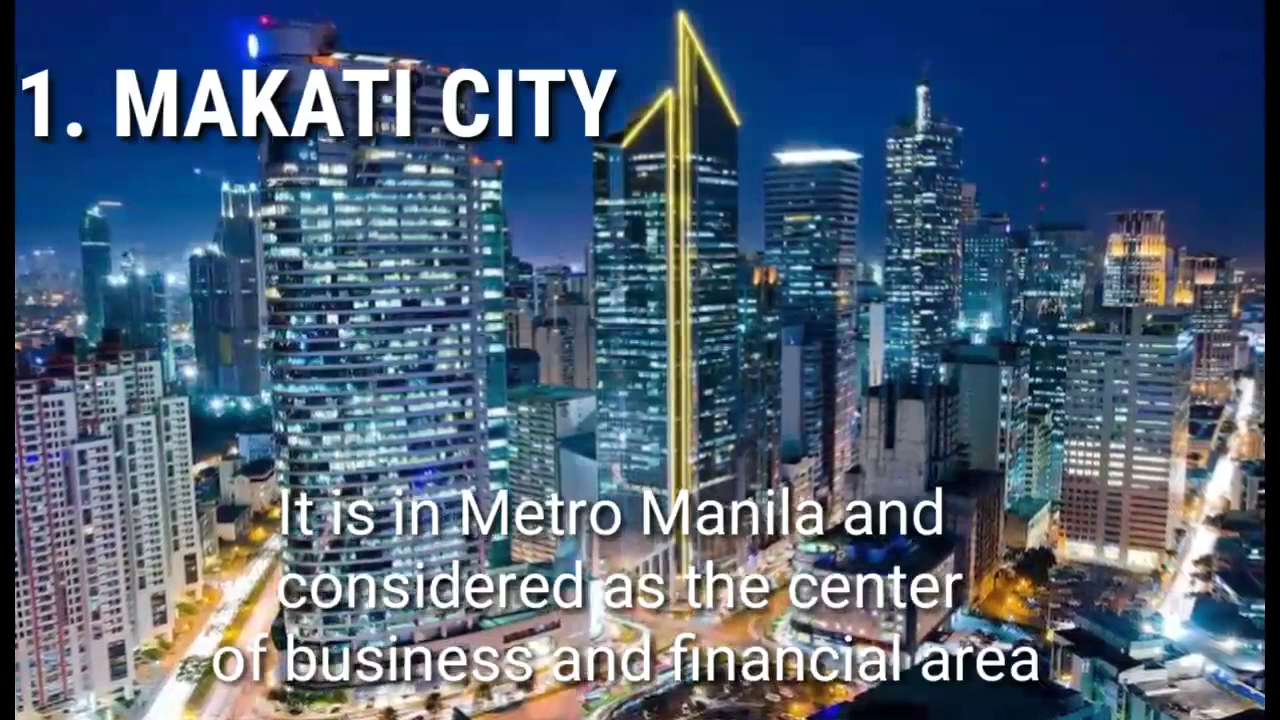 1. MAKATI CITY
It is in Metro Manila and
considered as the center
of business and financial area